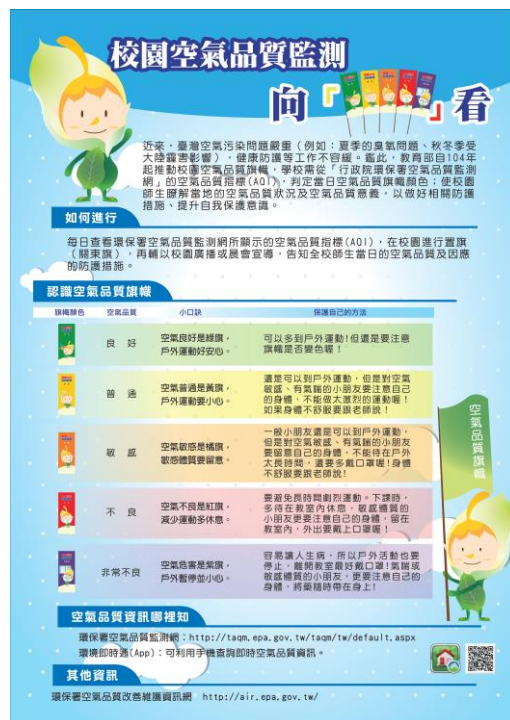 校園空氣品質監測
向「 」看
近來,臺灣空氣污染問題嚴重(例如:夏季的臭氧問題、秋冬季受
大陸霾害影響),健康防護等工作不容緩。鑑此,教育部自104年
起推動校園空氣品質旗幟,學校需從「行政院環保署空氣品質監測
網」的空氣品質指標(AQI),判定當日空氣品質旗幟顏色;使校園
師生瞭解當地的空氣品質狀況及空氣品質意義,以做好相關防護
措施、提升自我保護意識。
如何進行
每日查看環保署空氣品質監測網所顯示的空氣品質指標(AQI),在校園進行置旗
(關東旗),再輔以校園廣播或晨會宣導,告知全校師生當日的空氣品質及因應
的防護措施。
認識空氣品質旗幟
旗幟顏色 空氣品質 小口訣 保護自己的方法
良 好
空氣良好是綠旗,
戶外運動好安心。
可以多到戶外運動!但還是要注意
旗幟是否變色喔!
普 通
空氣普通是黃旗,
戶外運動要小心。
還是可以到戶外運動,但是對空氣
敏感、有氣喘的小朋友要注意自己
的身體,不能做太激烈的運動喔!
如果身體不舒服要跟老師說!
敏 感
空氣敏感是橘旗,
敏感體質要留意。
一般小朋友還是可以到戶外運動,
但是對空氣敏感、有氣喘的小朋友
要留意自己的身體,不能待在戶外
太長時間,還要多戴口罩喔!身體
不舒服要跟老師說!
不 良
空氣不良是紅旗,
減少運動多休息。
要避免長時間劇烈運動。下課時,
多待在教室內休息,敏感體質的
小朋友更要注意自己的身體,留在
教室內,外出要戴上口罩喔!
非常不良
空氣危害是紫旗,
戶外暫停並小心。
容易讓人生病,所以戶外活動也要
停止,離開教室最好戴口罩!氣喘或
敏感體質的小朋友,更要注意自己的
身體,將藥隨時帶在身上!
空氣品質旗幟
空氣品質資訊哪裡知
環保署空氣品質監測網:http://taqm.epa.gov.tw/taqm/tw/default.aspx
環境即時通(App):可利用手機查詢即時空氣品質資訊。
其他資訊
環保署空氣品質改善維護資訊網 http://air.epa.gov.tw/